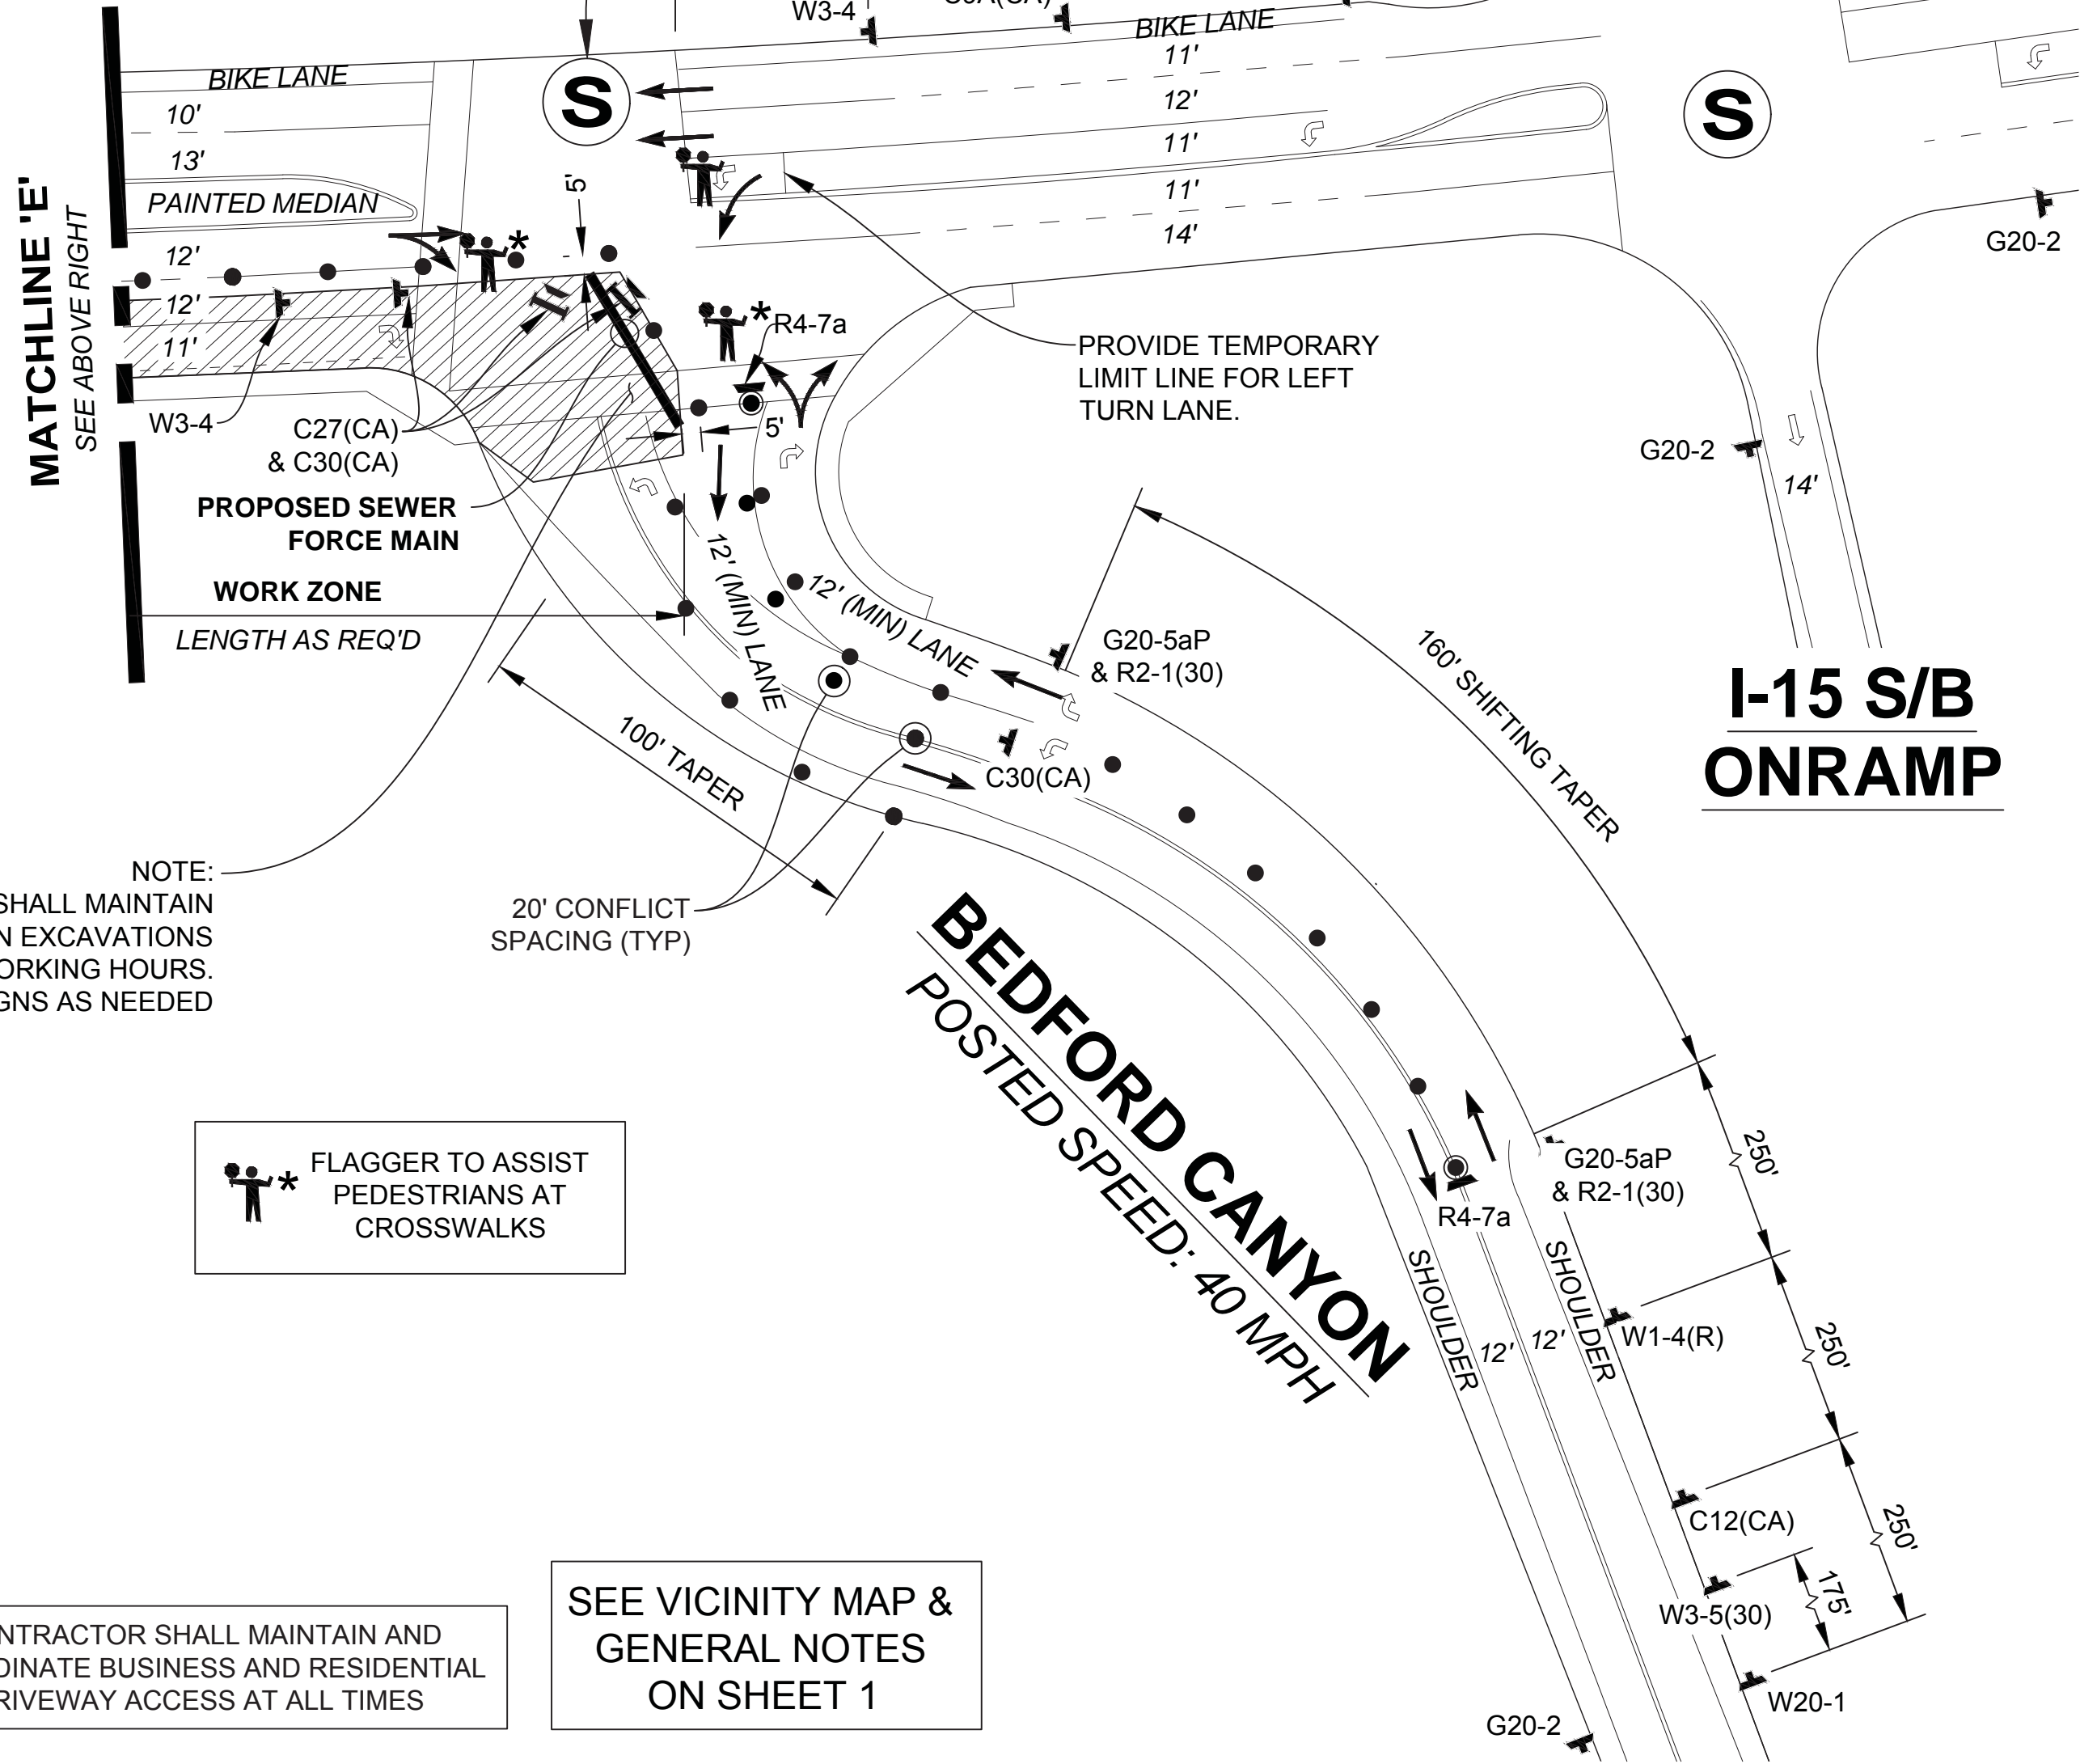 W3-4
BIKE LANE
11'
12'
11'
11'
14'
BIKE LANE
10'
13'
PAINTED MEDIAN
12'
12'
11'
S
S
5'
MATCHLINE 'E'
SEE ABOVE RIGHT
W3-4
C27(CA)
& C30(CA)
*
*
R4-7a
5'
PROVIDE TEMPORARY
LIMIT LINE FOR LEFT
TURN LANE.
G20-2
G20-2
14'
PROPOSED SEWER
FORCE MAIN
WORK ZONE
LENGTH AS REQ'D
12' (MIN) LANE
12' (MIN) LANE
G20-5aP
& R2-1(30)
160' SHIFTING TAPER
I-15 S/B
ONRAMP
100' TAPER
C30(CA)
NOTE:
SHALL MAINTAIN
EXCAVATIONS
HOURS.
AS NEEDED
20' CONFLICT
SPACING (TYP)
BEDFORD CANYON
POSTED SPEED: 40 MPH
* FLAGGER TO ASSIST
PEDESTRIANS AT
CROSSWALKS
G20-5aP
& R2-1(30)
R4-7a
250'
SHOULDER
SHOULDER
12'
12'
W1-4(R)
250'
C12(CA)
250'
W3-5(30)
175'
W20-1
G20-2
SHALL MAINTAIN AND
BUSINESS AND RESIDENTIAL
ACCESS AT ALL TIMES
SEE VICINITY MAP &
GENERAL NOTES
ON SHEET 1